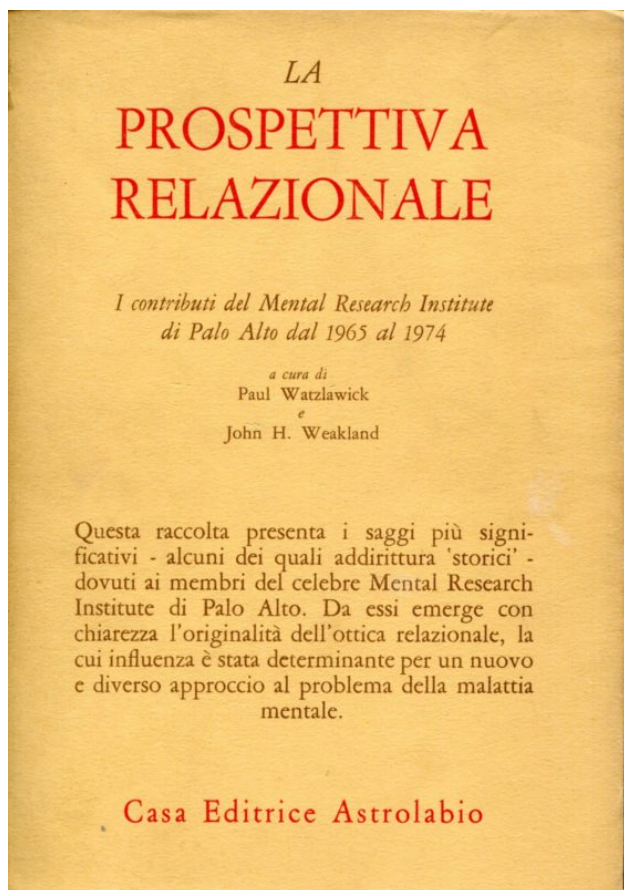 LA
PROSPETTIVA
RELAZIONALE
I contributi del Mental Research Institute
di Palo Alto dal 1965 al 1974
a cura di
Paul Watzlawick
e
John H. Weakland
Questa raccolta presenta i saggi più signi-
ficativi - alcuni dei quali addirittura 'storici' -
dovuti ai membri del celebre Mental Research
Institute di Palo Alto. Da essi emerge con
chiarezza l'originalità dell'ottica relazionale, la
cui influenza è stata determinante per un nuovo
e diverso approccio al problema della malattia
mentale.
Casa Editrice Astrolabio